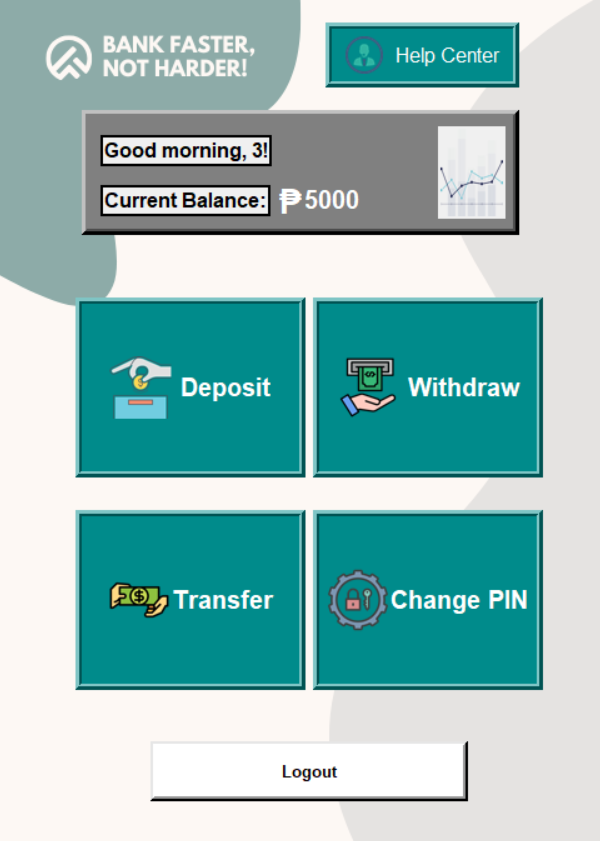 BANK FASTER,
NOT HARDER!
Help Center
Good morning, 3!
Current Balance: ₱5000
Deposit
Withdraw
Transfer
Change PIN
Logout